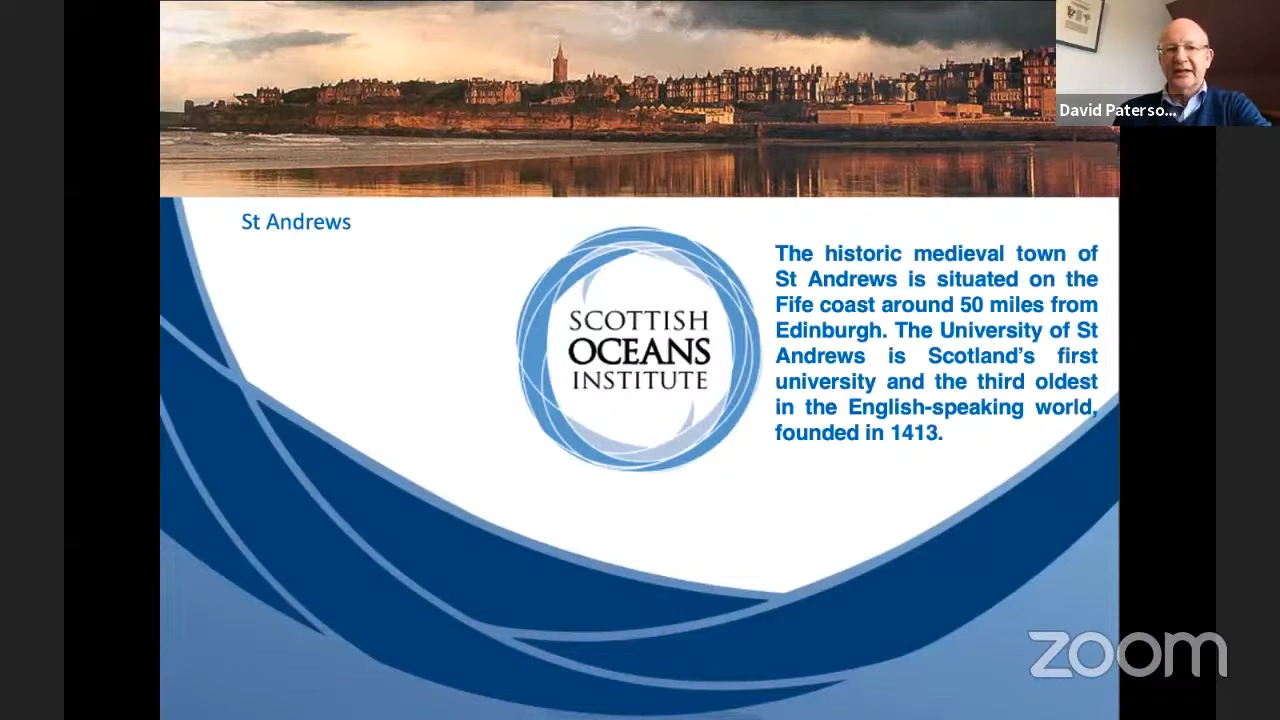 David Paterso...
St Andrews
SCOTTISH
OCEANS
INSTITUTE
The historic medieval town of
St Andrews is situated on the
Fife coast around 50 miles from
Edinburgh. The University of St
Andrews is Scotland’s first
university and the third oldest
in the English-speaking world,
founded in 1413.
zoom